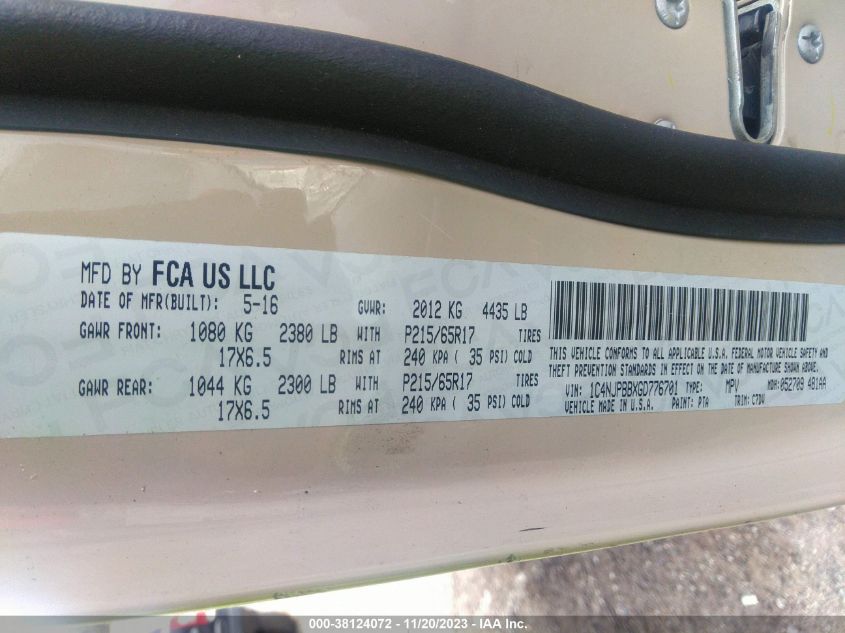 MFD BY FCA US LLC
DATE OF MFR(BUILT): 5-16 GVWR: 2012 KG 4435 LB
GAWR FRONT: 1080 KG 2380 LB WITH P215/65R17 TIRES
17X6.5 RIMS AT 240 KPA ( 35 PSI) COLD
GAWR REAR: 1044 KG 2300 LB WITH P215/65R17 TIRES
17X6.5 RIMS AT 240 KPA ( 35 PSI) COLD
THIS VEHICLE CONFORMS TO ALL APPLICABLE U.S.A. FEDERAL MOTOR VEHICLE SAFETY AND
THEFT PREVENTION STANDARDS IN EFFECT ON THE DATE OF MANUFACTURE SHOWN ABOVE.
VIN: 1C4NJPBBXGD776701 TYPE: MPV MDH: 052709 481AA
VEHICLE MADE IN U.S.A. PAINT: PTA TRIM: C7DV
000-38124072 - 11/20/2023 - IAA Inc.